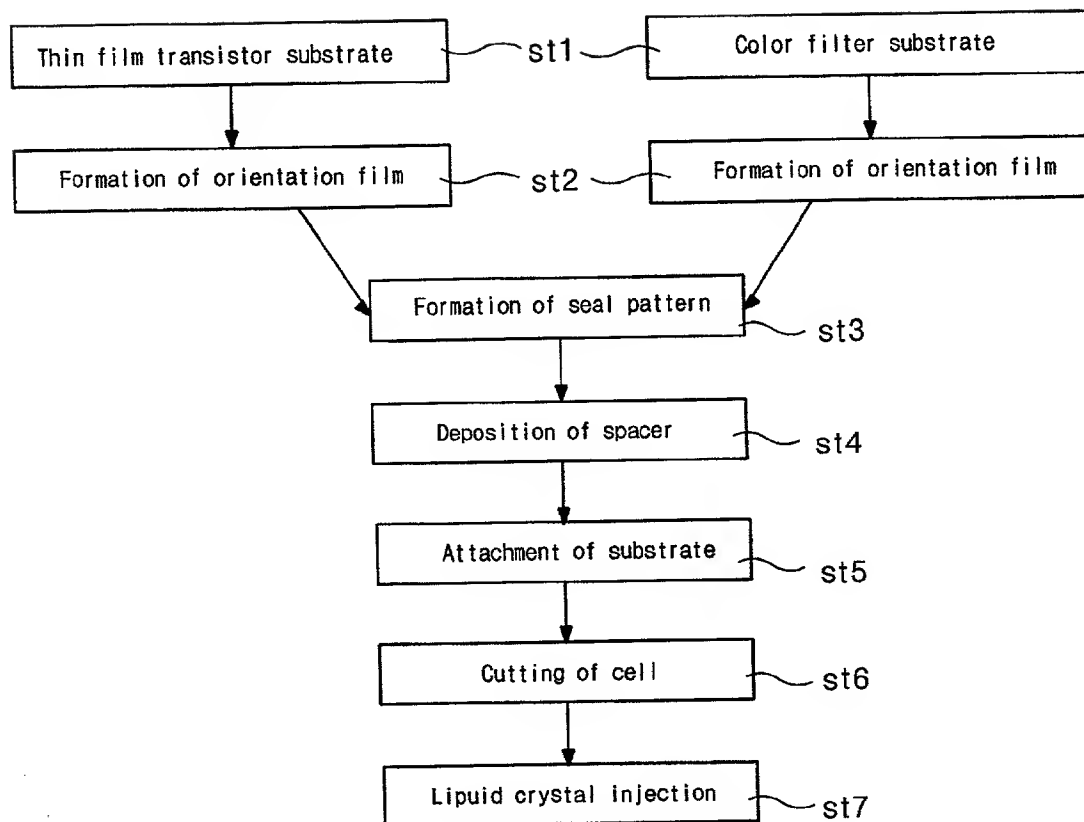 Thin film transistor substrate
st1
Color filter substrate
Formation of orientation film
st2
Formation of orientation film
Formation of seal pattern
st3
Deposition of spacer
st4
Attachment of substrate
st5
Cutting of cell
st6
Lipuid crystal injection
st7